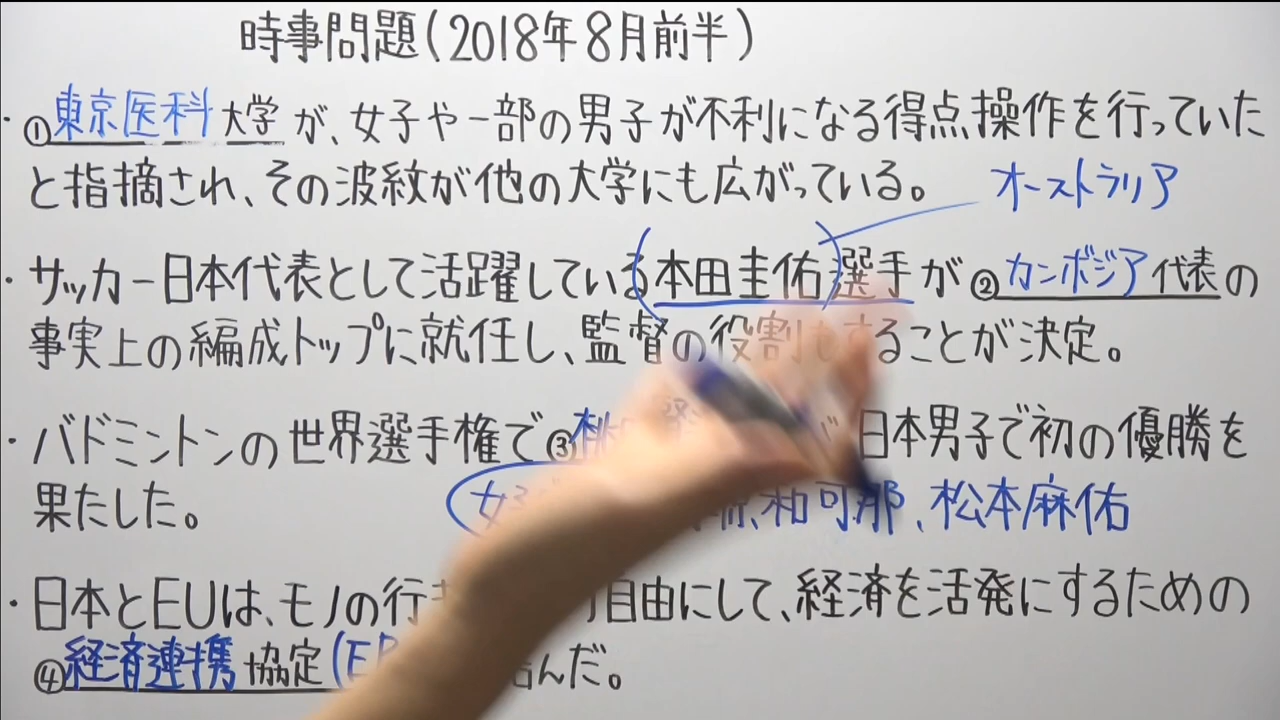 時事問題(2018年8月前半)
・①東京医科大学が、女子や一部の男子が不利になる得点操作を行っていた
と指摘され、その波紋が他の大学にも広がっている。
オーストラリア
・サッカー日本代表として活躍している(本田圭佑)選手が②カンボジア代表の
事実上の編成トップに就任し、監督の役割もすることが決定。
・バドミントンの世界選手権で③桃 日本男子で初の優勝を
果たした。
女子 和可那、松本麻佑
・日本とEUは、モノの行き 自由にして、経済を活発にするための
④経済連携協定(E 結んだ。